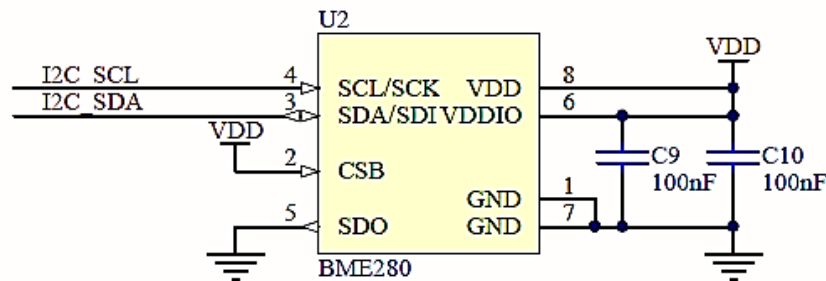 U2
I2C_SCL 4 SCL/SCK VDD 8 VDD
I2C_SDA 3 SDA/SDI VDDIO 6
VDD 2 CSB C9 C10
100nF 100nF
GND 1
5 SDO GND 7
BME280